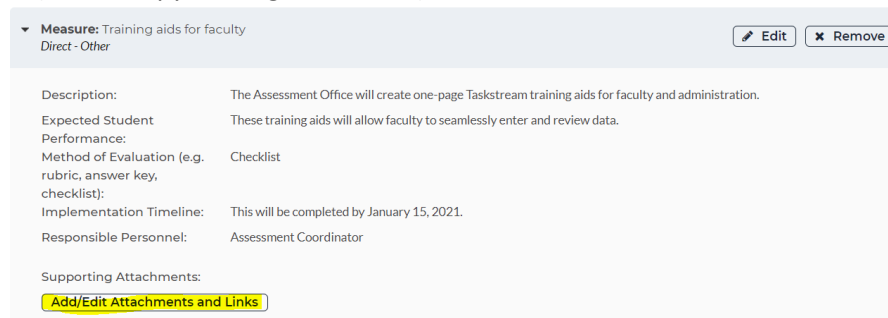 Measure: Training aids for faculty
Direct - Other
Edit
Remove
Description: The Assessment Office will create one-page Taskstream training aids for faculty and administration.
Expected Student These training aids will allow faculty to seamlessly enter and review data.
Performance:
Method of Evaluation (e.g. Checklist
rubric, answer key,
checklist):
Implementation Timeline: This will be completed by January 15, 2021.
Responsible Personnel: Assessment Coordinator
Supporting Attachments:
Add/Edit Attachments and Links